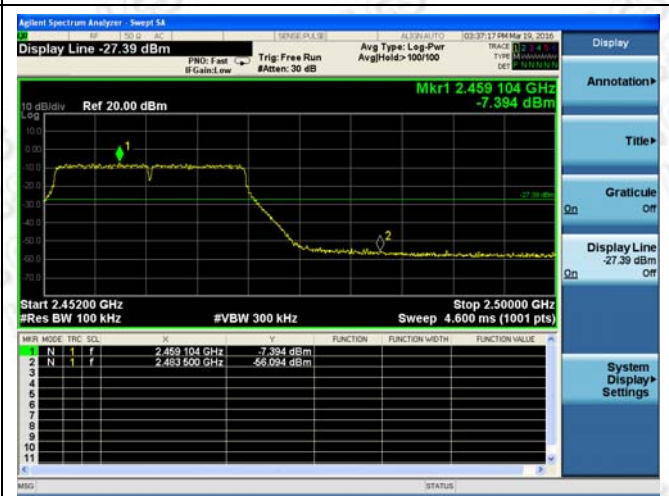 Agilent Spectrum Analyzer - Swept SA
RF 50 Ω AC SENSE:PULSE ALIGN AUTO 03:37:17 PM Mar 19, 2016
Display Line -27.39 dBm
PNO: Fast Trig: Free Run Avg Type: Log-Pwr TRACE 1 2 3 4 5 6
IFGain:Low #Atten: 30 dB Avg|Hold:>100/100 TYPE M
DET P N N N N N
Mkr1 2.459 104 GHz
10 dB/div Ref 20.00 dBm -7.394 dBm
Log
10.0
0.00
-10.0
-20.0
-30.0
-40.0
-50.0
-60.0
-70.0
1
-27.39 dBm
2
Start 2.45200 GHz Stop 2.50000 GHz
#Res BW 100 kHz #VBW 300 kHz Sweep 4.600 ms (1001 pts)
MKR MODE TRC SCL X Y FUNCTION FUNCTION WIDTH FUNCTION VALUE
1 N 1 f 2.459 104 GHz -7.394 dBm
2 N 1 f 2.483 500 GHz -56.094 dBm
3
4
5
6
7
8
9
10
11
MSG STATUS
Display
Annotation
Title
Graticule
On Off
Display Line
-27.39 dBm
On Off
System
Display
Settings